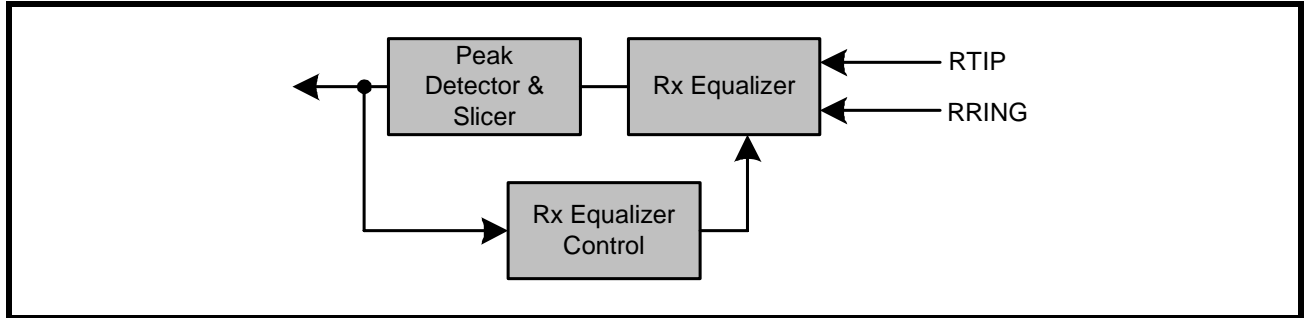 Peak
Detector &
Slicer
Rx Equalizer
RTIP
RRING
Rx Equalizer
Control